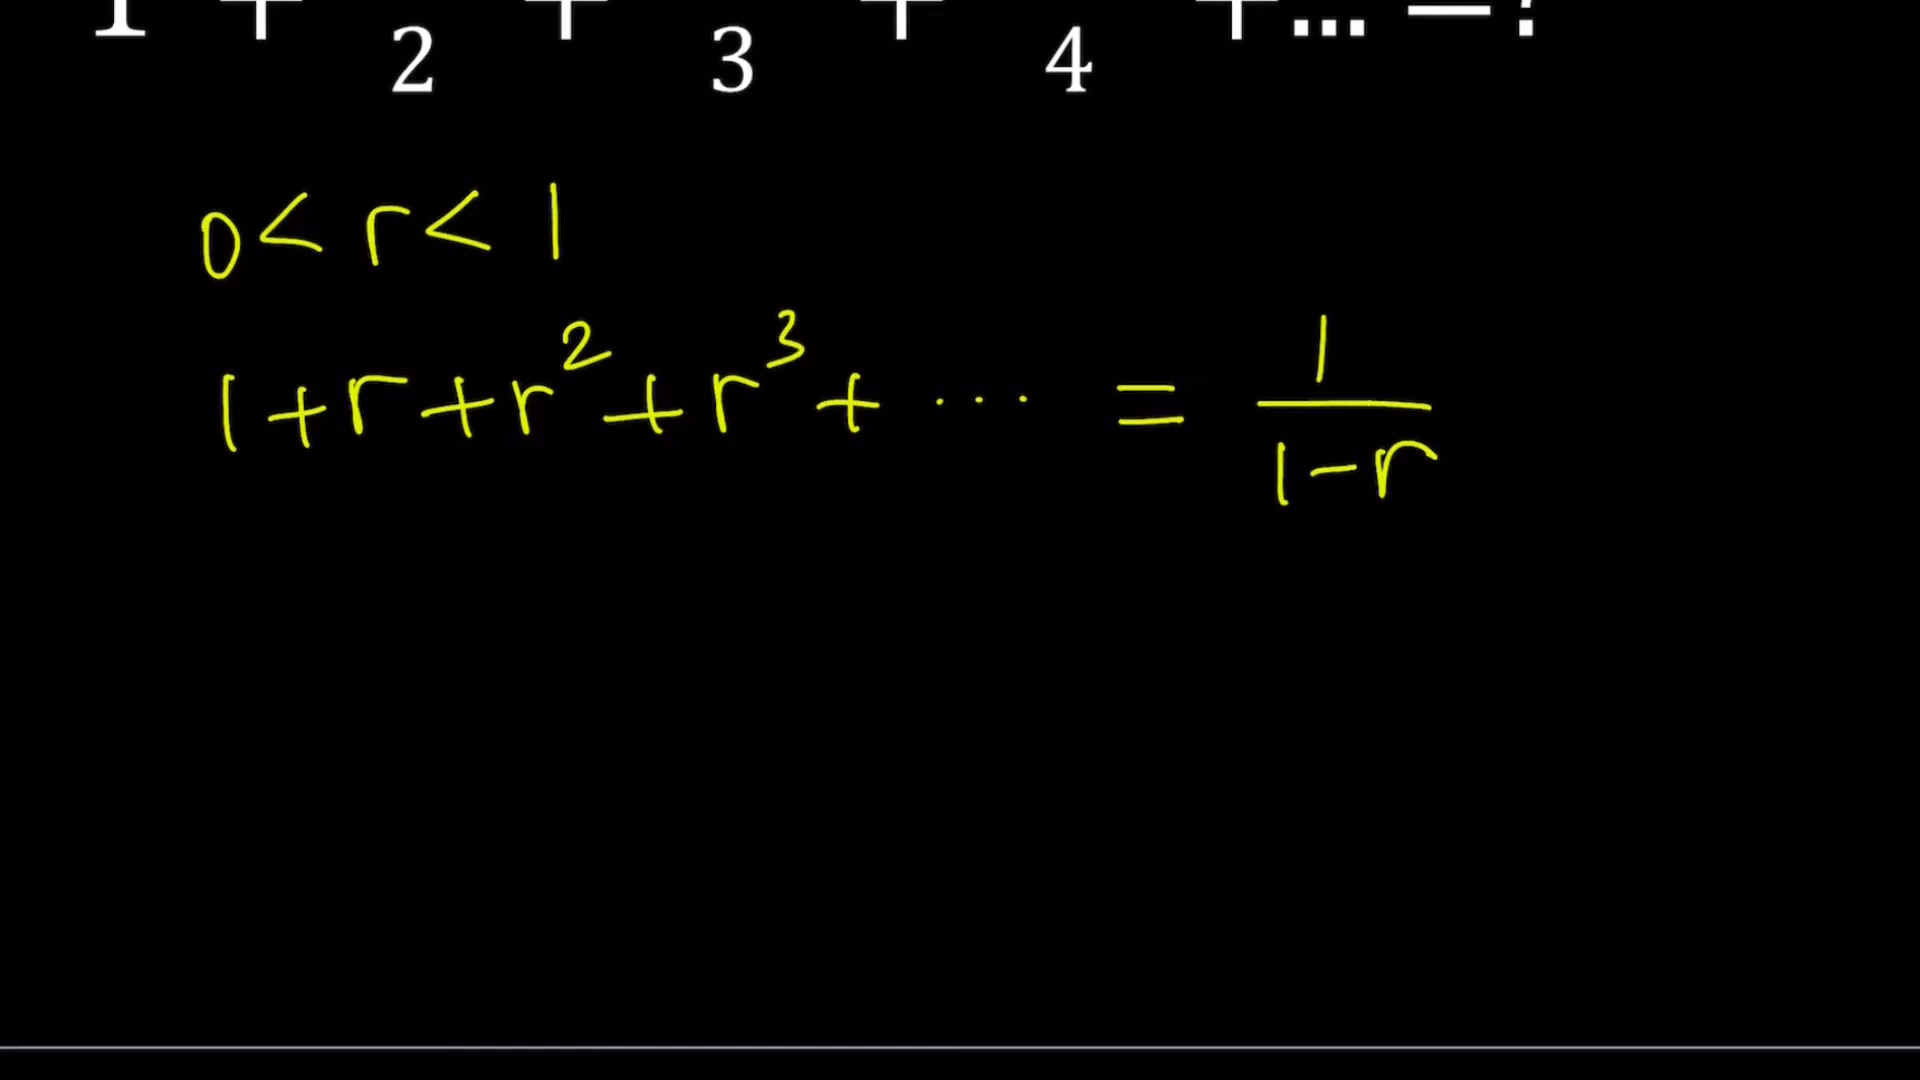 1 + 2 + 3 + 4 + ... = ?
0 < r < 1
1 + r + r² + r³ + ... = 1/(1-r)